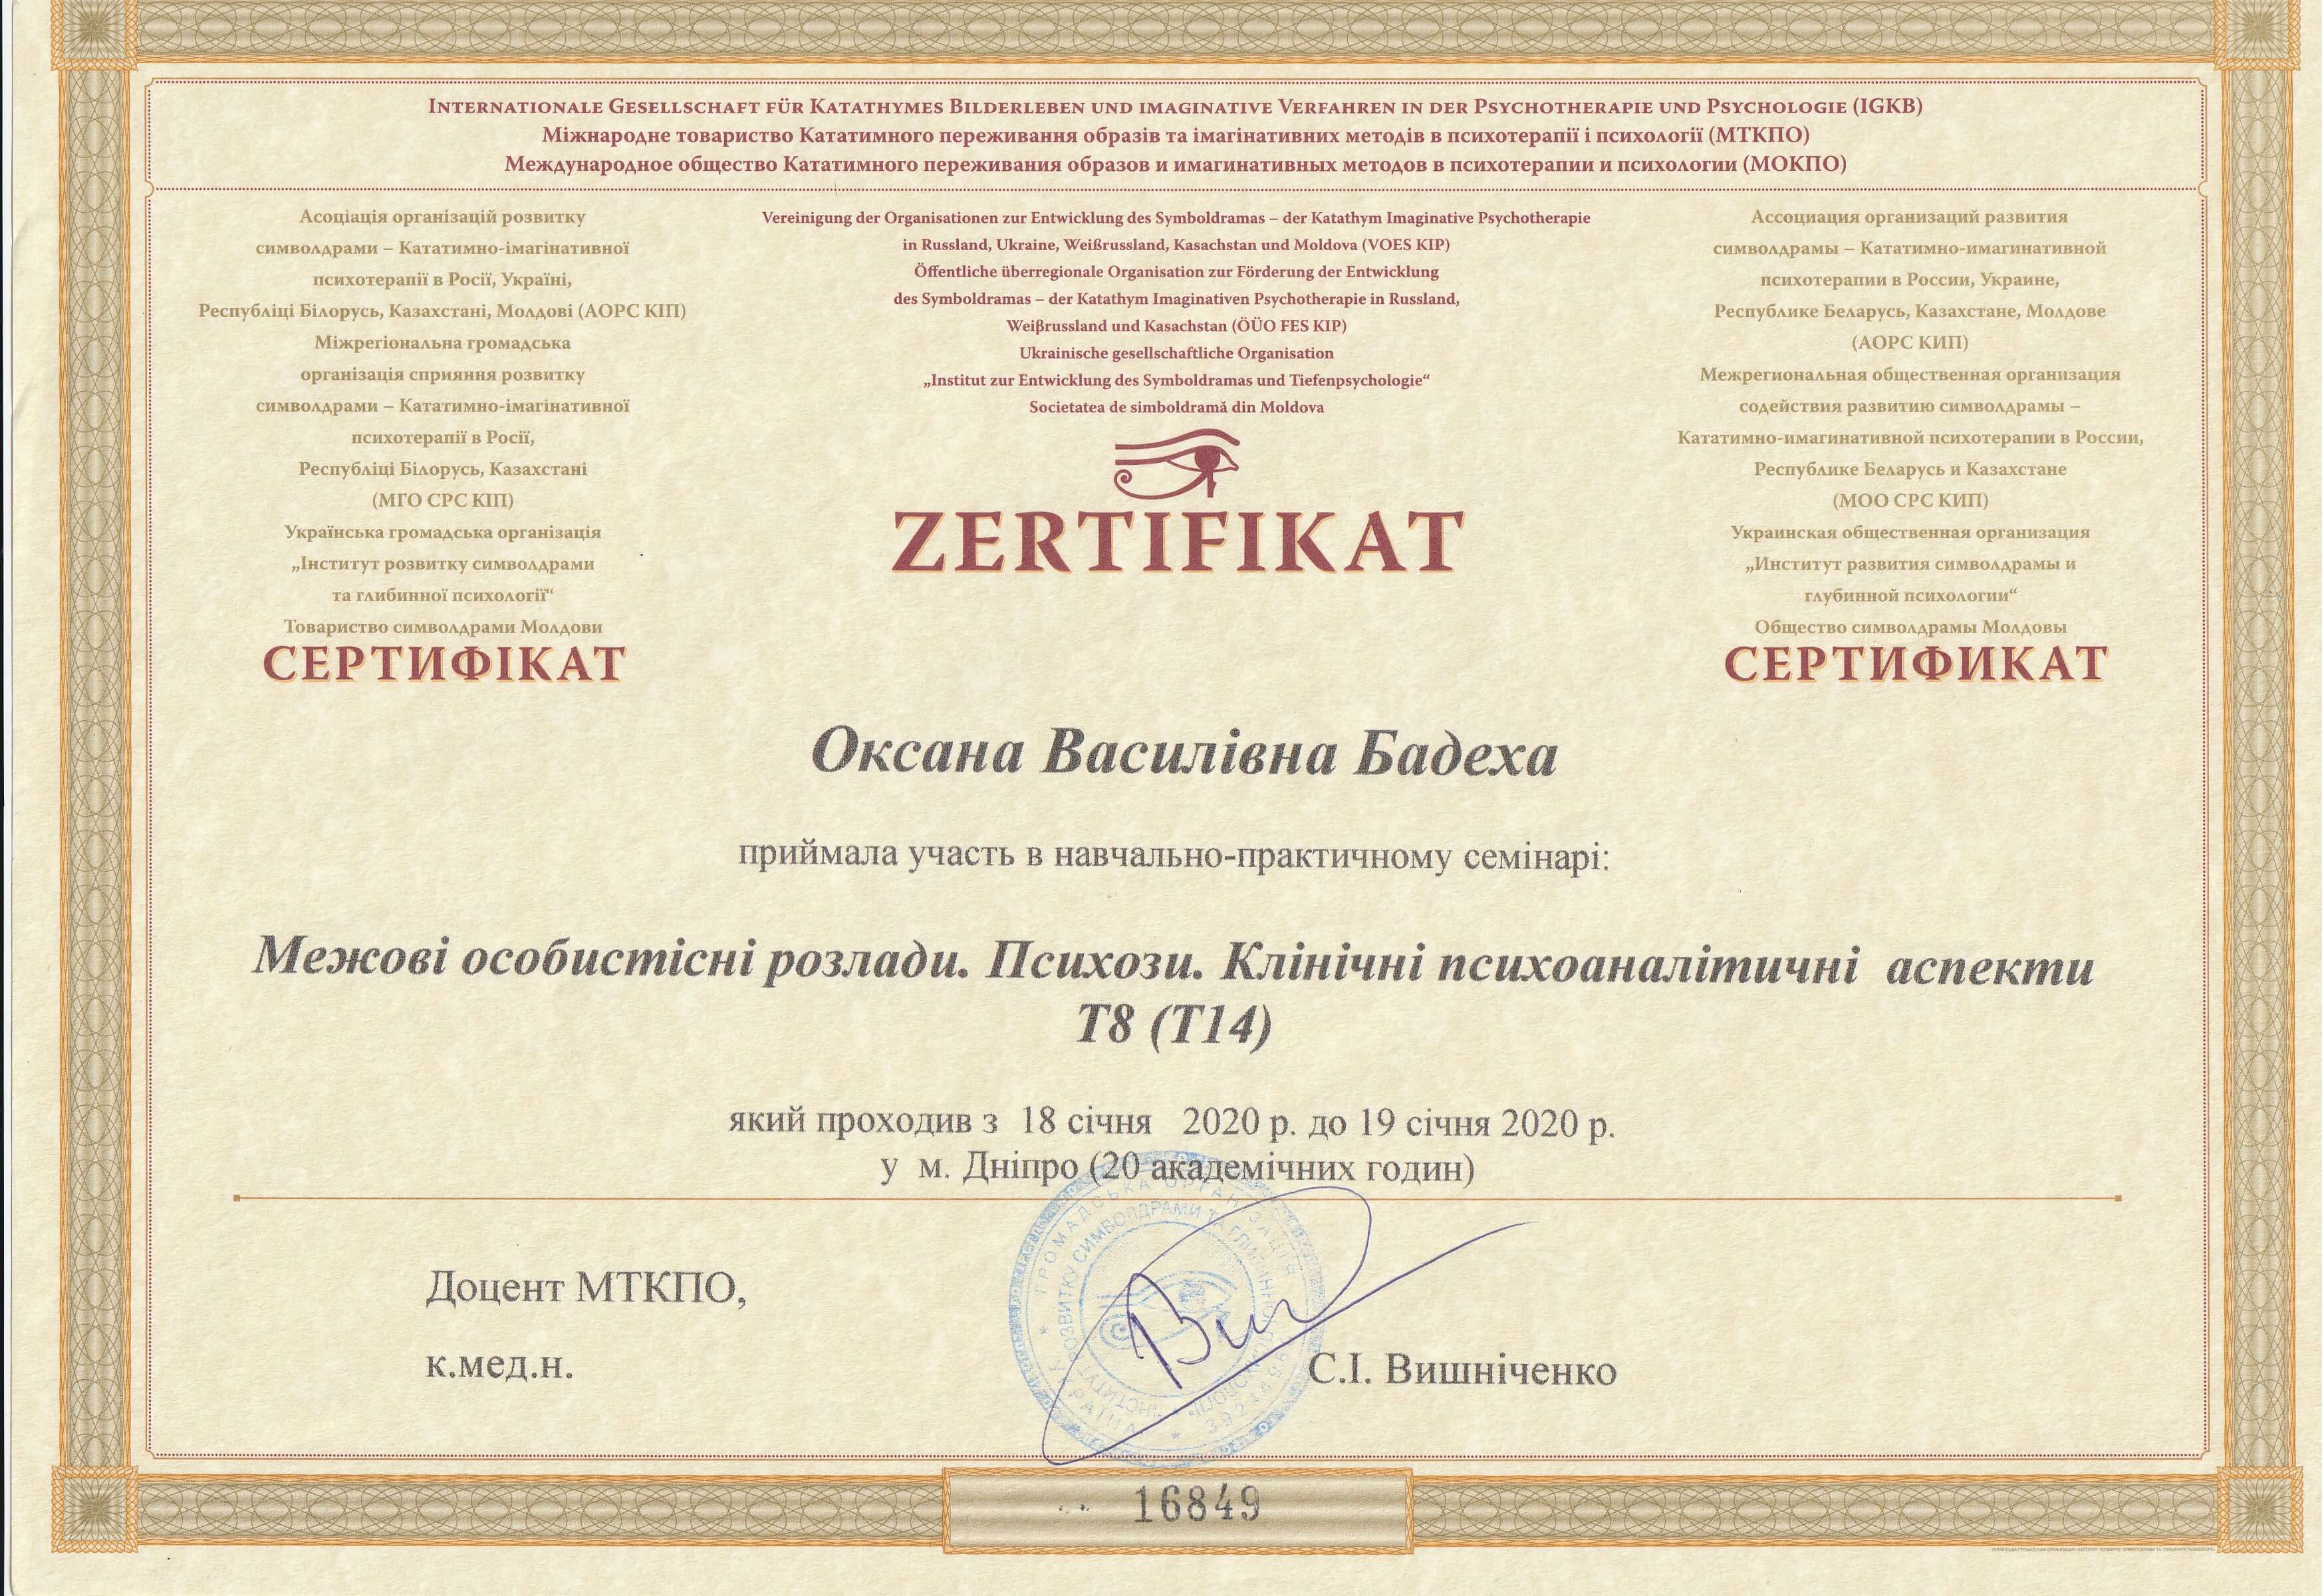 Internationale Gesellschaft für Katathymes Bilderleben und imaginative Verfahren in der Psychotherapie und Psychologie (IGKB)
Міжнародне товариство Кататимного переживання образів та імагінативних методів в психотерапії і психології (МТКПО)
Международное общество Кататимного переживания образов и имагинативных методов в психотерапии и психологии (МОКПО)
Асоціація організацій розвитку
символдрами – Кататимно-імагінативної
психотерапії в Росії, Україні,
Республіці Білорусь, Казахстані, Молдові (АОРС КІП)
Міжрегіональна громадська
організація сприяння розвитку
символдрами – Кататимно-імагінативної
психотерапії в Росії,
Республіці Білорусь, Казахстані
(МГО СРС КІП)
Українська громадська організація
„Інститут розвитку символдрами
та глибинної психології“
Товариство символдрами Молдови
СЕРТИФІКАТ
Vereinigung der Organisationen zur Entwicklung des Symboldramas – der Katathym Imaginative Psychotherapie
in Russland, Ukraine, Weißrussland, Kasachstan und Moldova (VOES KIP)
Öffentliche überregionale Organisation zur Förderung der Entwicklung
des Symboldramas – der Katathym Imaginativen Psychotherapie in Russland,
Weiβrussland und Kasachstan (ÖÜO FES KIP)
Ukrainische gesellschaftliche Organisation
„Institut zur Entwicklung des Symboldramas und Tiefenpsychologie“
Societatea de simboldramă din Moldova
ZERTIFIKAT
Ассоциация организаций развития
символдрамы – Кататимно-имагинативной
психотерапии в России, Украине,
Республике Беларусь, Казахстане, Молдове
(АОРС КИП)
Межрегиональная общественная организация
содействия развитию символдрамы –
Кататимно-имагинативной психотерапии в России,
Республике Беларусь и Казахстане
(МОО СРС КИП)
Украинская общественная организация
„Институт развития символдрамы и
глубинной психологии“
Общество символдрамы Молдовы
СЕРТИФИКАТ
Оксана Василівна Бадеха
приймала участь в навчально-практичному семінарі:
Межові особистісні розлади. Психози. Клінічні психоаналітичні аспекти
Т8 (Т14)
який проходив з 18 січня 2020 р. до 19 січня 2020 р.
у м. Дніпро (20 академічних годин)
Доцент МТКПО,
к.мед.н.
С.І. Вишніченко
ГРОМАДСЬКА ОРГАНІЗАЦІЯ
РОЗВИТКУ СИМВОЛДРАМИ ТА ГЛИБИННОЇ
УКРАЇНА
16849